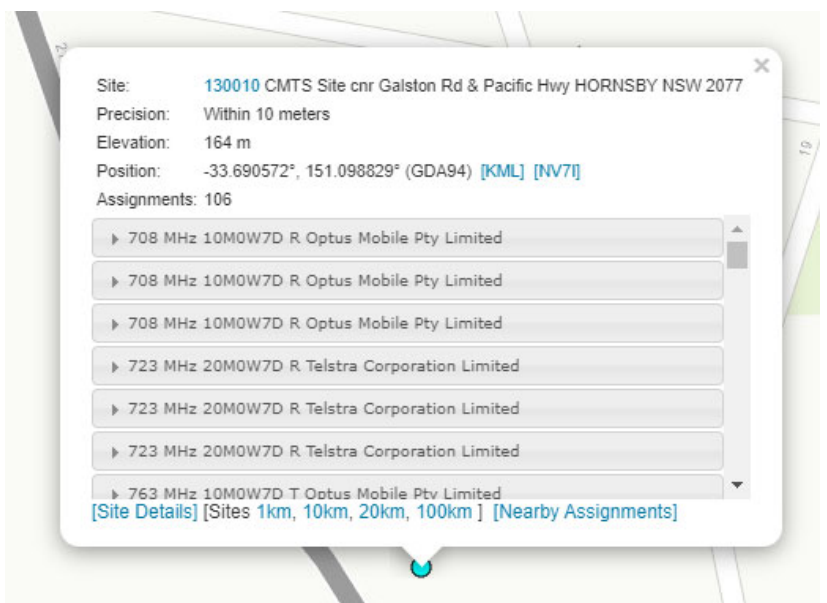 Site: 130010 CMTS Site cnr Galston Rd & Pacific Hwy HORNSBY NSW 2077
Precision: Within 10 meters
Elevation: 164 m
Position: -33.690572°, 151.098829° (GDA94) [KML] [NV7I]
Assignments: 106
708 MHz 10M0W7D R Optus Mobile Pty Limited
708 MHz 10M0W7D R Optus Mobile Pty Limited
708 MHz 10M0W7D R Optus Mobile Pty Limited
723 MHz 20M0W7D R Telstra Corporation Limited
723 MHz 20M0W7D R Telstra Corporation Limited
723 MHz 20M0W7D R Telstra Corporation Limited
763 MHz 10M0W7D T Optus Mobile Pty Limited
[Site Details] [Sites 1km, 10km, 20km, 100km ] [Nearby Assignments]